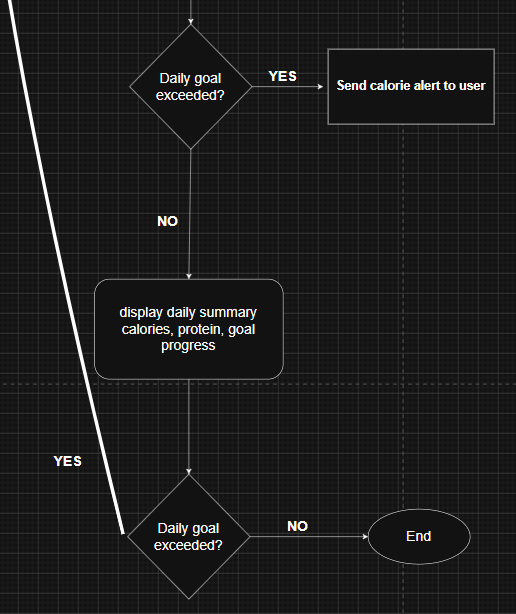 Daily goal
exceeded?
YES
Send calorie alert to user
NO
display daily summary
calories, protein, goal
progress
YES
Daily goal
exceeded?
NO
End